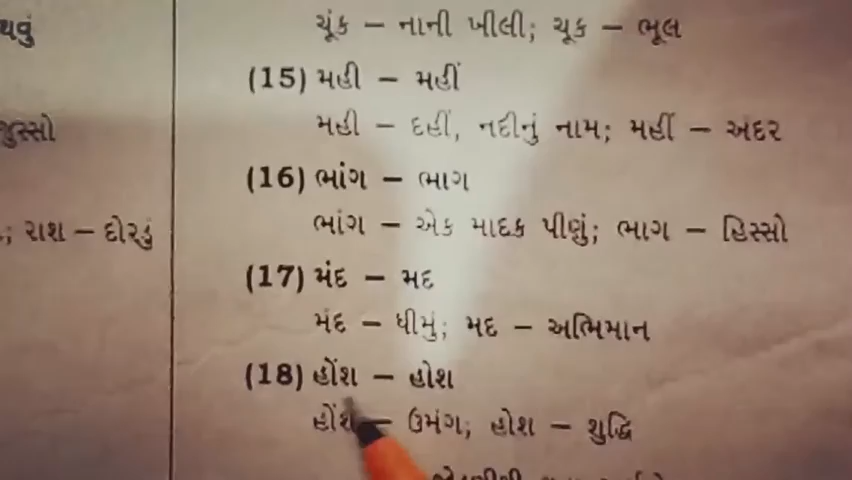 થવું
ચૂંક – નાની ખીલી; ચૂક – ભૂલ
(15) મહી – મહીં
જુસ્સો
મહી – દહીં, નદીનું નામ; મહીં – અંદર
(16) ભાંગ – ભાગ
; રાશ – દોરડું
ભાંગ – એક માદક પીણું; ભાગ – હિસ્સો
(17) મંદ – મદ
મંદ – ધીમું; મદ – અભિમાન
(18) હોંશ – હોશ
હોંશ – ઉમંગ; હોશ – શુદ્ધિ